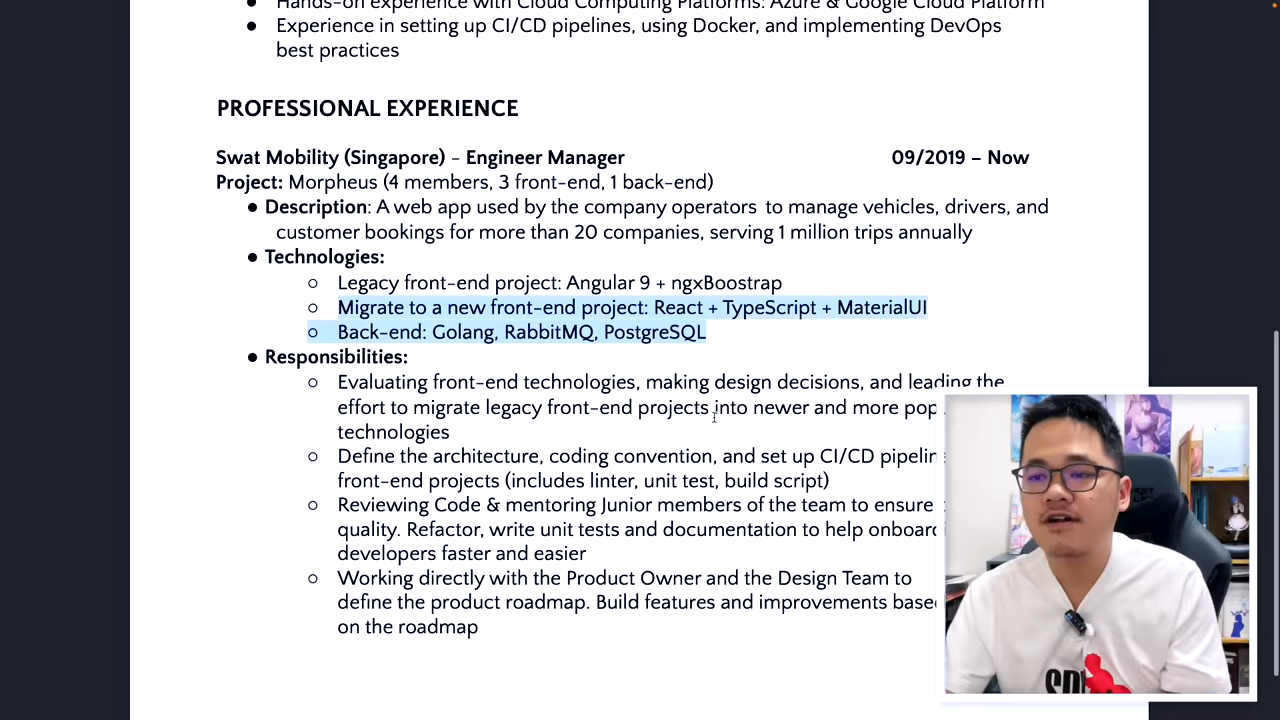 Hands-on experience with Cloud Computing Platforms: Azure & Google Cloud Platform
● Experience in setting up CI/CD pipelines, using Docker, and implementing DevOps
best practices
PROFESSIONAL EXPERIENCE
Swat Mobility (Singapore) - Engineer Manager 09/2019 – Now
Project: Morpheus (4 members, 3 front-end, 1 back-end)
● Description: A web app used by the company operators to manage vehicles, drivers, and
customer bookings for more than 20 companies, serving 1 million trips annually
● Technologies:
○ Legacy front-end project: Angular 9 + ngxBoostrap
○ Migrate to a new front-end project: React + TypeScript + MaterialUI
○ Back-end: Golang, RabbitMQ, PostgreSQL
● Responsibilities:
○ Evaluating front-end technologies, making design decisions, and leading the
effort to migrate legacy front-end projects into newer and more pop
technologies
○ Define the architecture, coding convention, and set up CI/CD pipelin
front-end projects (includes linter, unit test, build script)
○ Reviewing Code & mentoring Junior members of the team to ensure
quality. Refactor, write unit tests and documentation to help onboard
developers faster and easier
○ Working directly with the Product Owner and the Design Team to
define the product roadmap. Build features and improvements base
on the roadmap